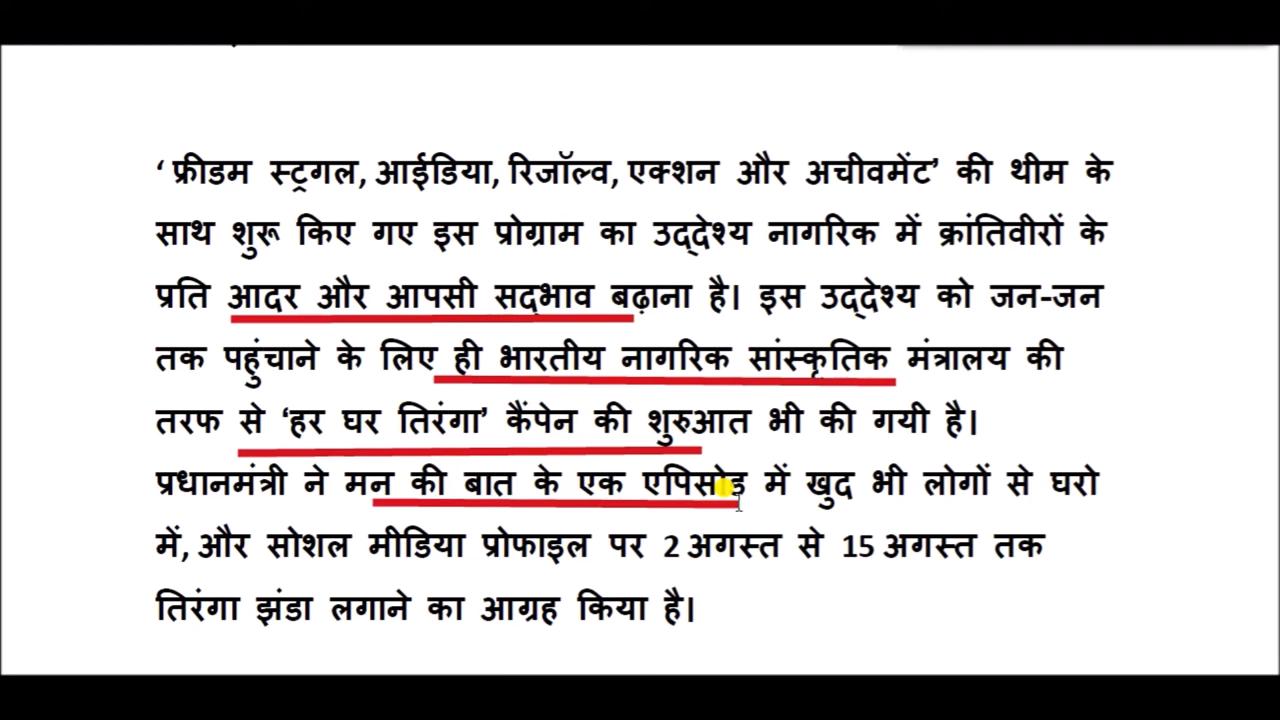 ‘ फ्रीडम स्ट्रगल, आईडिया, रिजॉल्व, एक्शन और अचीवमेंट’ की थीम के
साथ शुरू किए गए इस प्रोग्राम का उद्देश्य नागरिक में क्रांतिवीरों के
प्रति आदर और आपसी सद्भाव बढ़ाना है। इस उद्देश्य को जन-जन
तक पहुंचाने के लिए ही भारतीय नागरिक सांस्कृतिक मंत्रालय की
तरफ से ‘हर घर तिरंगा’ कैंपेन की शुरुआत भी की गयी है।
प्रधानमंत्री ने मन की बात के एक एपिसोड में खुद भी लोगों से घरो
में, और सोशल मीडिया प्रोफाइल पर 2 अगस्त से 15 अगस्त तक
तिरंगा झंडा लगाने का आग्रह किया है।